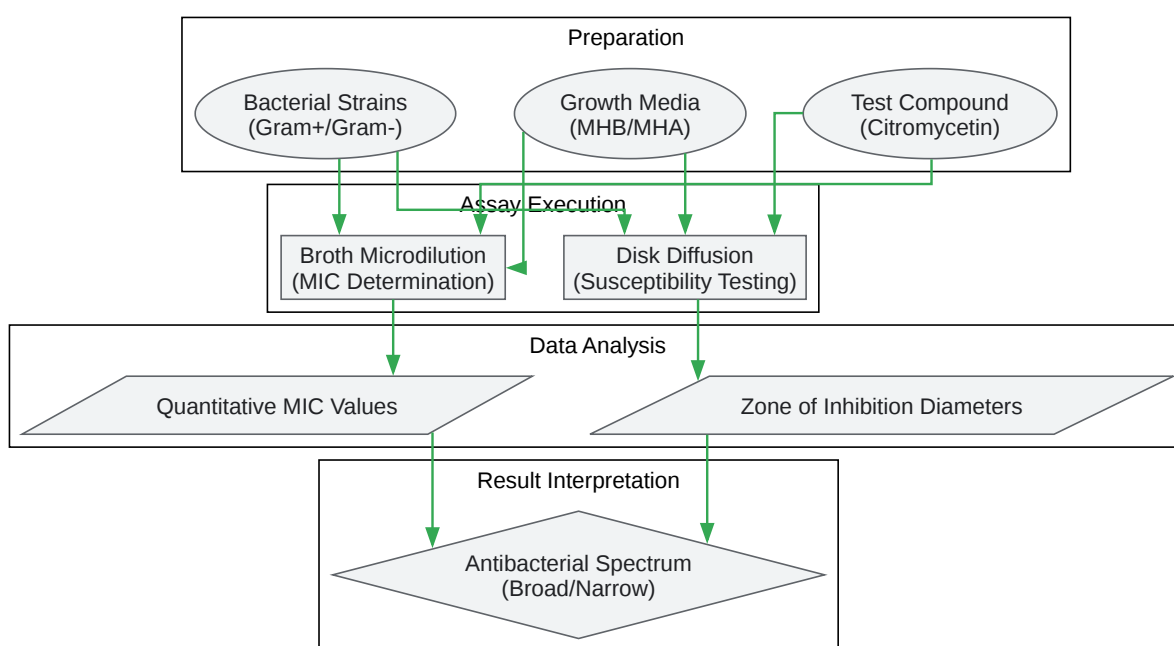 Preparation
Bacterial Strains
(Gram+/Gram-)
Growth Media
(MHB/MHA)
Test Compound
(Citromycetin)
Assay Execution
Broth Microdilution
(MIC Determination)
Disk Diffusion
(Susceptibility Testing)
Data Analysis
Quantitative MIC Values
Zone of Inhibition Diameters
Result Interpretation
Antibacterial Spectrum
(Broad/Narrow)